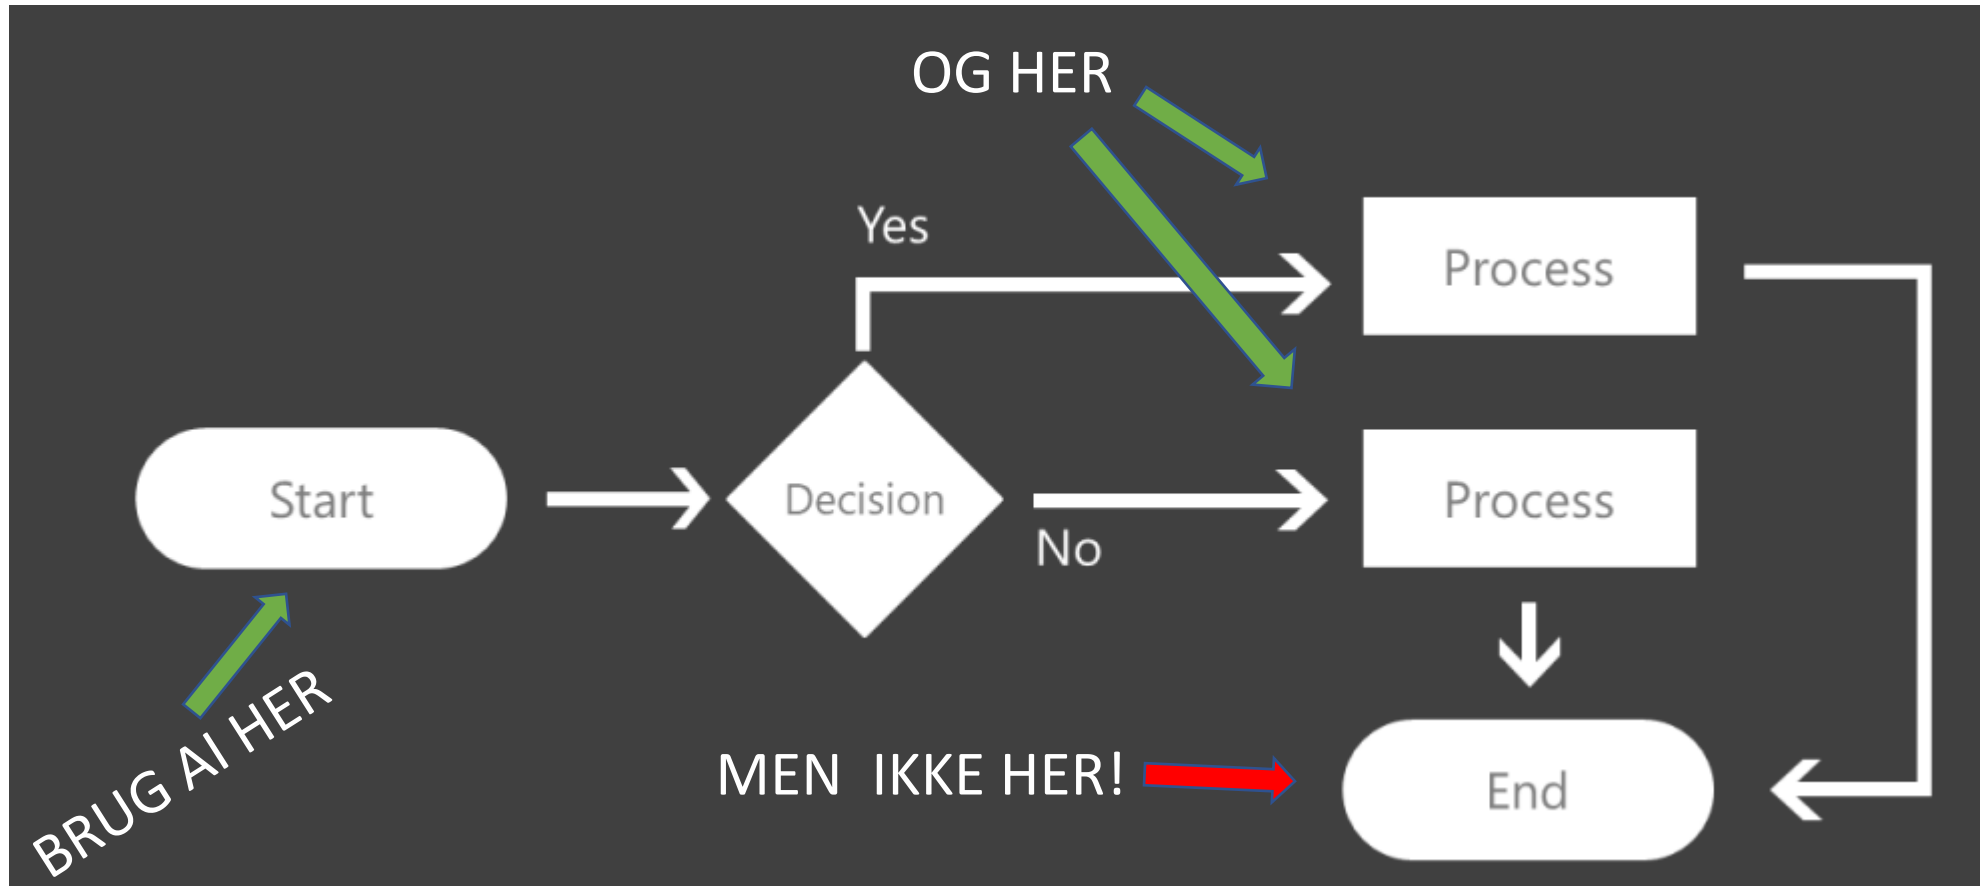 OG HER
Yes
Process
Start
Decision
Process
No
BRUG AI HER
MEN  IKKE HER!
End